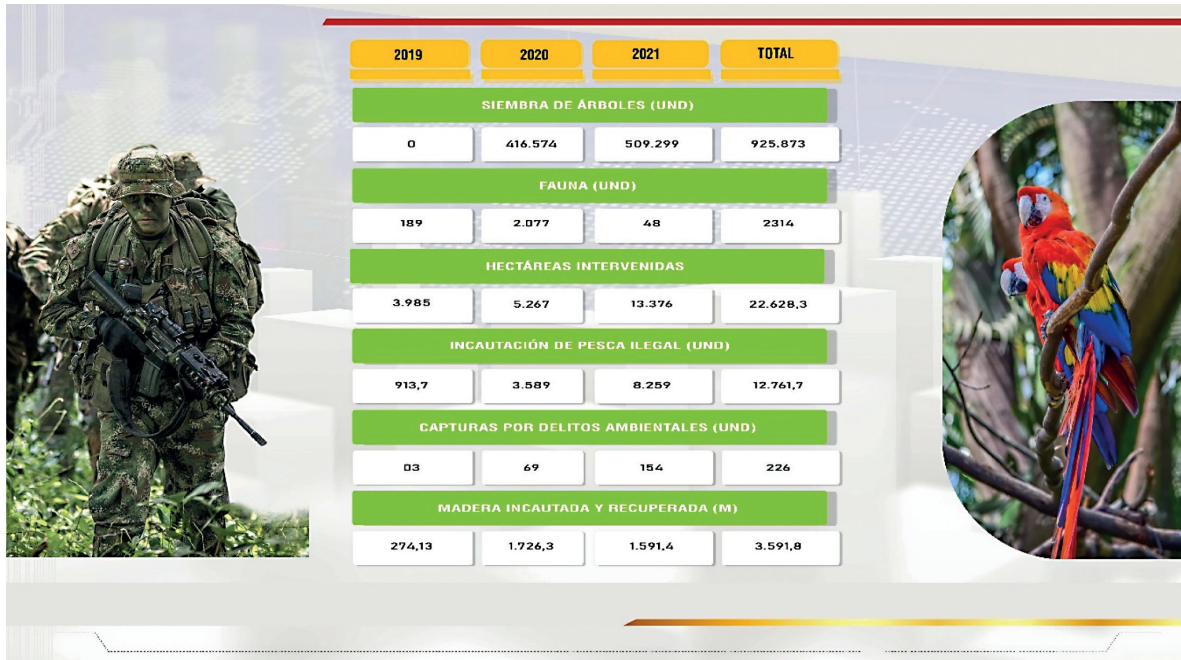 2019 2020 2021 TOTAL
SIEMBRA DE ÁRBOLES (UND)
0 416.574 509.299 925.873
FAUNA (UND)
189 2.077 48 2314
HECTÁREAS INTERVENIDAS
3.985 5.267 13.376 22.628,3
INCAUTACIÓN DE PESCA ILEGAL (UND)
913,7 3.589 8.259 12.761,7
CAPTURAS POR DELITOS AMBIENTALES (UND)
03 69 154 226
MADERA INCAUTADA Y RECUPERADA (M)
274,13 1.726,3 1.591,4 3.591,8